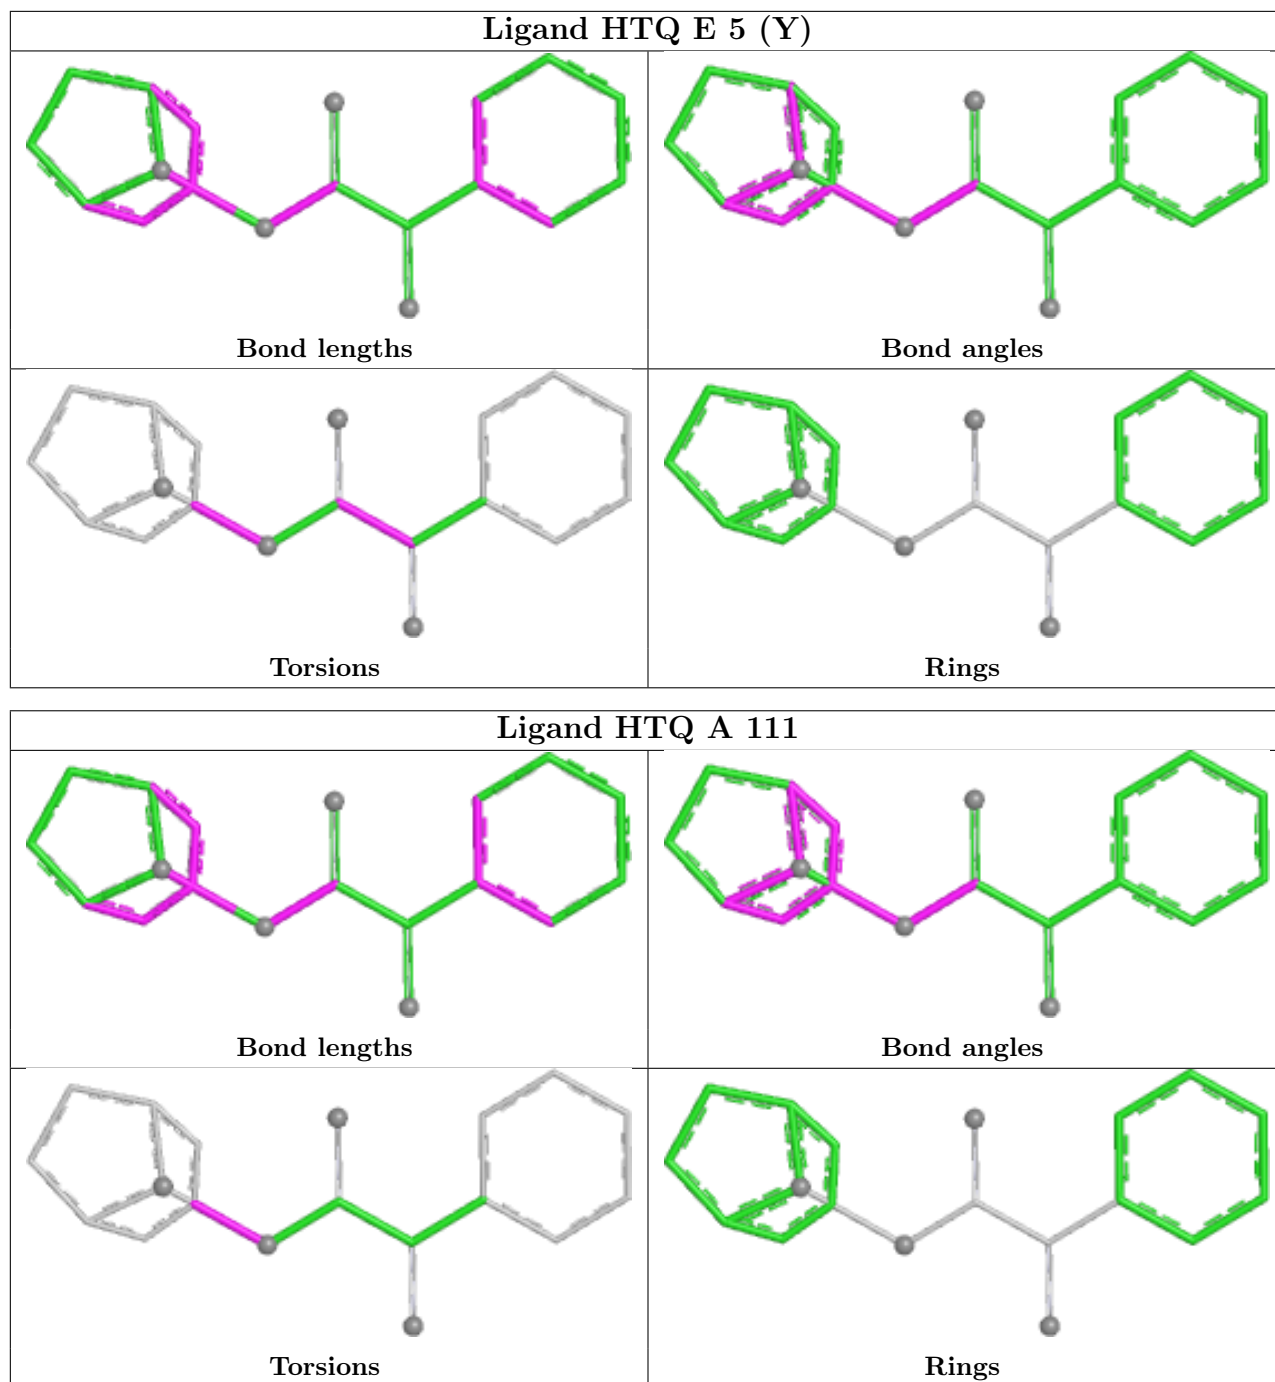 Ligand HTQ E 5 (Y)
Bond lengths
Bond angles
Torsions
Rings
Ligand HTQ A 111
Bond lengths
Bond angles
Torsions
Rings